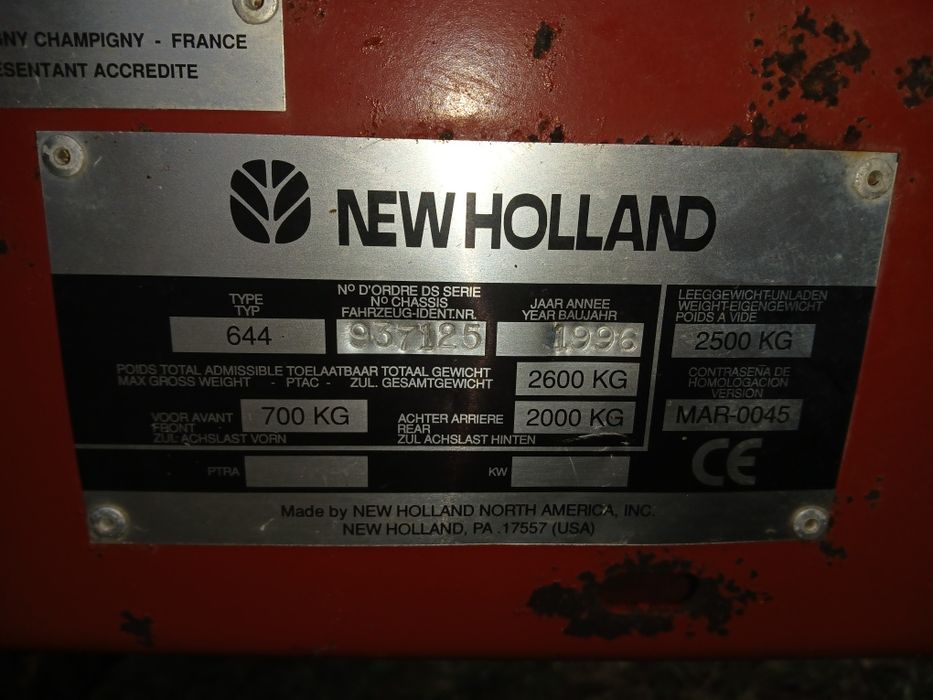 GNY CHAMPIGNY - FRANCE
ESENTANT ACCREDITE
NEW HOLLAND
TYPE
TYP
644
Nº D'ORDRE DS SERIE
Nº CHASSIS
FAHRZEUG-IDENT.NR.
937125
JAAR ANNEE
YEAR BAUJAHR
1996
LEEGGEWICHT-UNLADEN
WEIGHT-EIGENGEWICHT
POIDS A VIDE
2500 KG
POIDS TOTAL ADMISSIBLE TOELAATBAAR TOTAAL GEWICHT
MAX GROSS WEIGHT - PTAC - ZUL. GESAMTGEWICHT
2600 KG
CONTRASEÑA DE
HOMOLOGACION
VERSION
MAR-0045
VOOR AVANT
FRONT
ZUL ACHSLAST VORN
700 KG
ACHTER ARRIERE
REAR
ZUL ACHSLAST HINTEN
2000 KG
PTRA
KW
CE
Made by NEW HOLLAND NORTH AMERICA, INC.
NEW HOLLAND, PA .17557 (USA)